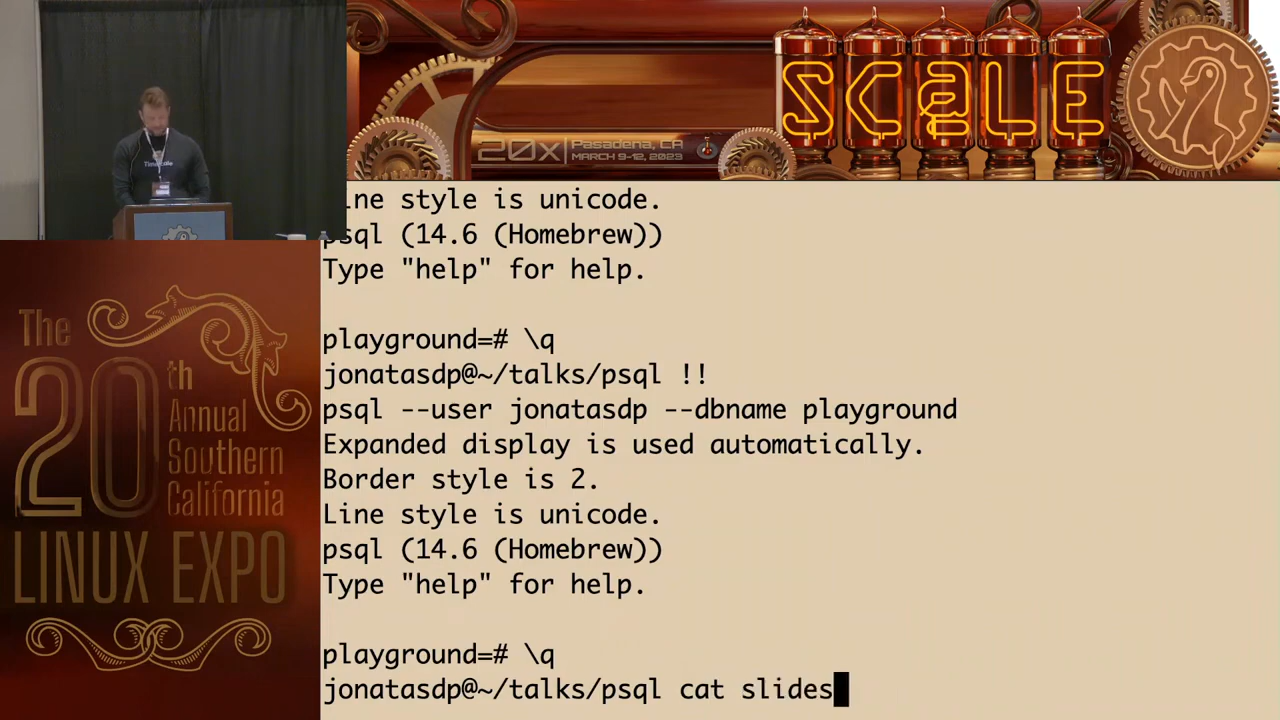 SC@LE
20x
Pasadena, CA
MARCH 9-12, 2023
ine style is unicode.
psql (14.6 (Homebrew))
Type "help" for help.
playground=# \q
jonatasdp@~/talks/psql !!
psql --user jonatasdp --dbname playground
Expanded display is used automatically.
Border style is 2.
Line style is unicode.
psql (14.6 (Homebrew))
Type "help" for help.
playground=# \q
jonatasdp@~/talks/psql cat slides
The
20th
Annual
Southern
California
LINUX EXPO